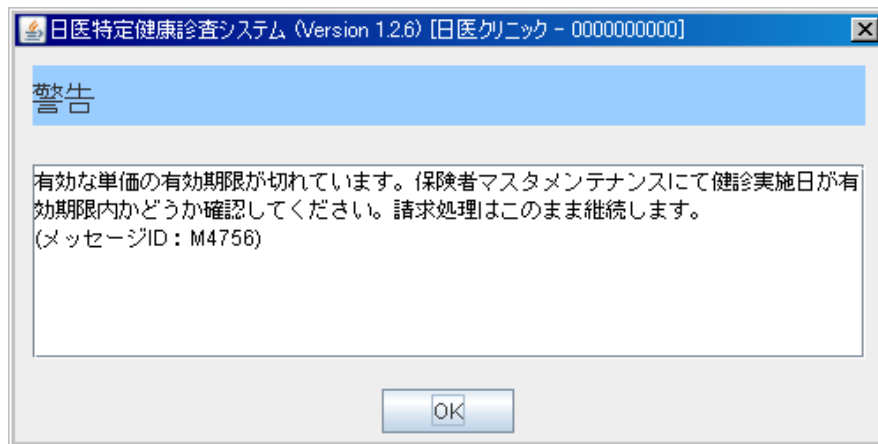 日医特定健康診査システム (Version 1.2.6) [日医クリニック - 0000000000]
警告
有効な単価の有効期限が切れています。保険者マスタメンテナンスにて健診実施日が有
効期限内かどうか確認してください。請求処理はこのまま継続します。
(メッセージID：M4756)
OK